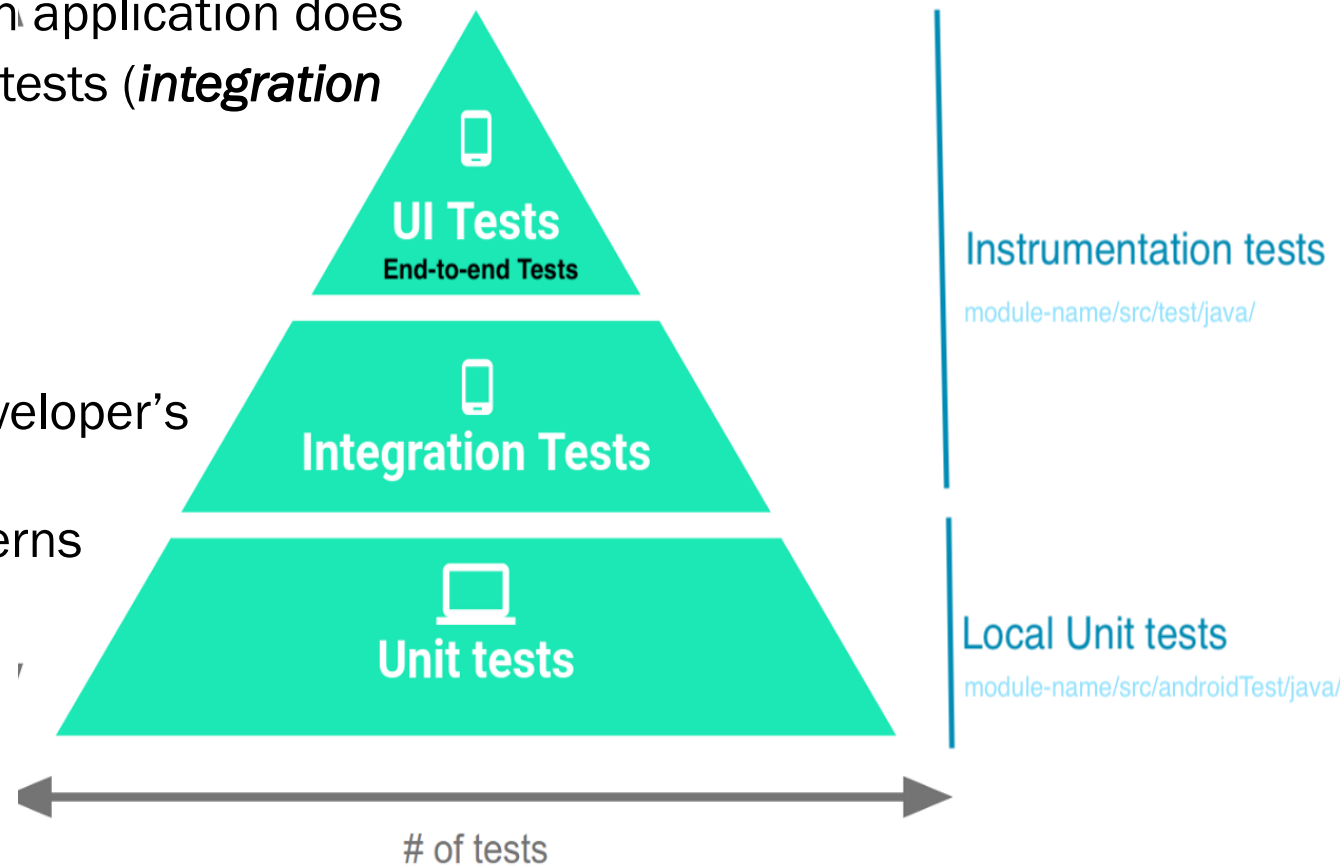 application does
tests (integration
UI Tests
End-to-end Tests
Instrumentation tests
module-name/src/test/java/
veloper's
Integration Tests
erns
Unit tests
Local Unit tests
module-name/src/androidTest/java/
# of tests